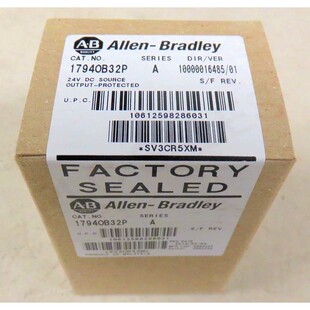 AB Allen-Bradley
CAT. NO. SERIES DIR/VER
1794OB32P A 10000016485/01
24V DC SOURCE S/F REV.
OUTPUT-PROTECTED
U.P.C.
10612598286031
*SV3CR5XM*
FACTORY
SEALED
AB Allen-Bradley
CAT. NO. SERIES
1794OB32P A
S/F REV.